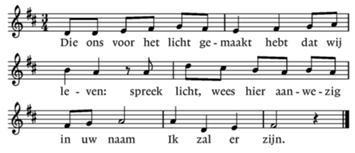 Die ons voor het licht ge-maakt hebt dat wij
le - ven: spreek licht, wees hier aan-we-zig
in uw naam Ik zal er zijn.